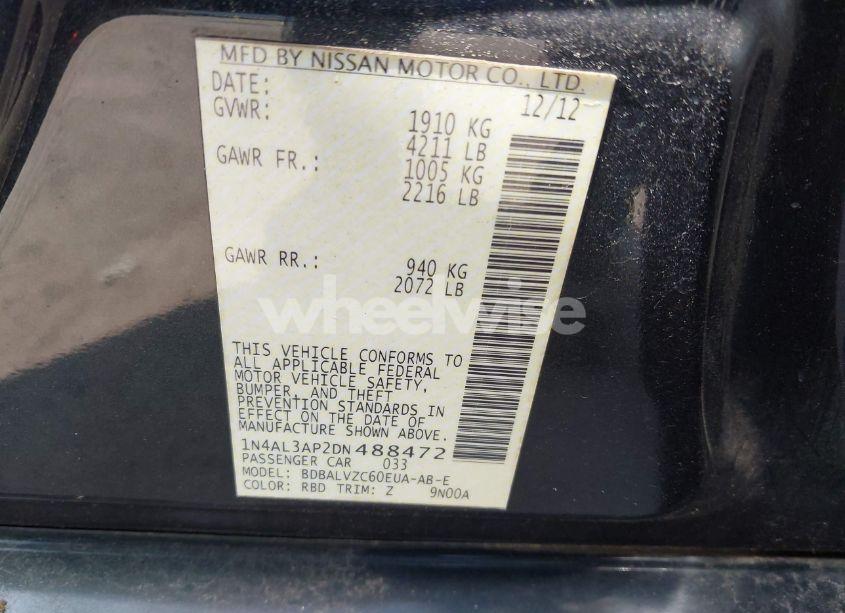 MFD BY NISSAN MOTOR CO., LTD.
DATE: 12/12
GVWR: 1910 KG
4211 LB
GAWR FR.: 1005 KG
2216 LB
GAWR RR.: 940 KG
2072 LB
wheelwise
THIS VEHICLE CONFORMS TO
ALL APPLICABLE FEDERAL
MOTOR VEHICLE SAFETY,
BUMPER, AND THEFT
PREVENTION STANDARDS IN
EFFECT ON THE DATE OF
MANUFACTURE SHOWN ABOVE.
1N4AL3AP2DN488472
PASSENGER CAR 033
MODEL: BDBALVZC60EUA-AB-E
COLOR: RBD TRIM: Z 9N00A